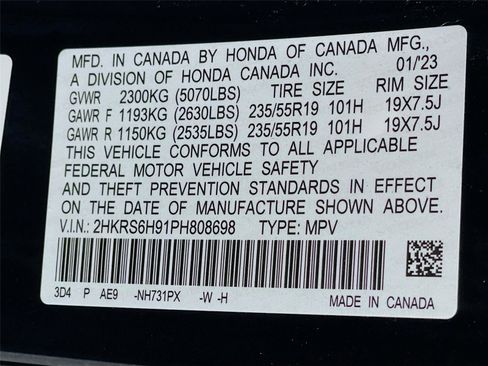 MFD. IN CANADA BY HONDA OF CANADA MFG.,
A DIVISION OF HONDA CANADA INC. 01/'23
GVWR 2300KG (5070LBS) TIRE SIZE RIM SIZE
GAWR F 1193KG (2630LBS) 235/55R19 101H 19X7.5J
GAWR R 1150KG (2535LBS) 235/55R19 101H 19X7.5J
THIS VEHICLE CONFORMS TO ALL APPLICABLE
FEDERAL MOTOR VEHICLE SAFETY
AND THEFT PREVENTION STANDARDS IN EFFECT
ON THE DATE OF MANUFACTURE SHOWN ABOVE.
V.I.N.: 2HKRS6H91PH808698 TYPE: MPV
3D4 P AE9 -NH731PX -W -H MADE IN CANADA